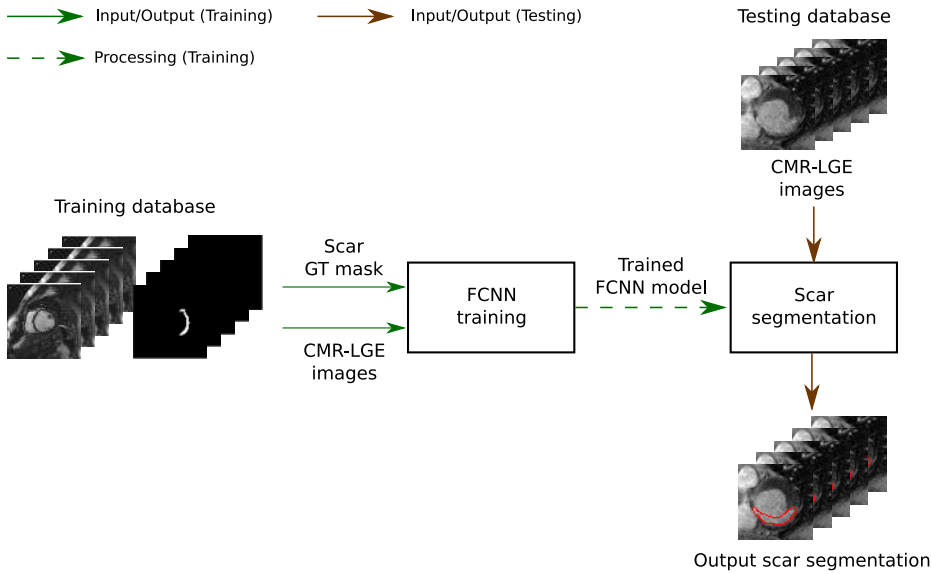 Input/Output (Training)
Input/Output (Testing)
Processing (Training)
Testing database
CMR-LGE
images
Training database
Scar
GT mask
CMR-LGE
images
FCNN
training
Trained
FCNN model
Scar
segmentation
Output scar segmentation